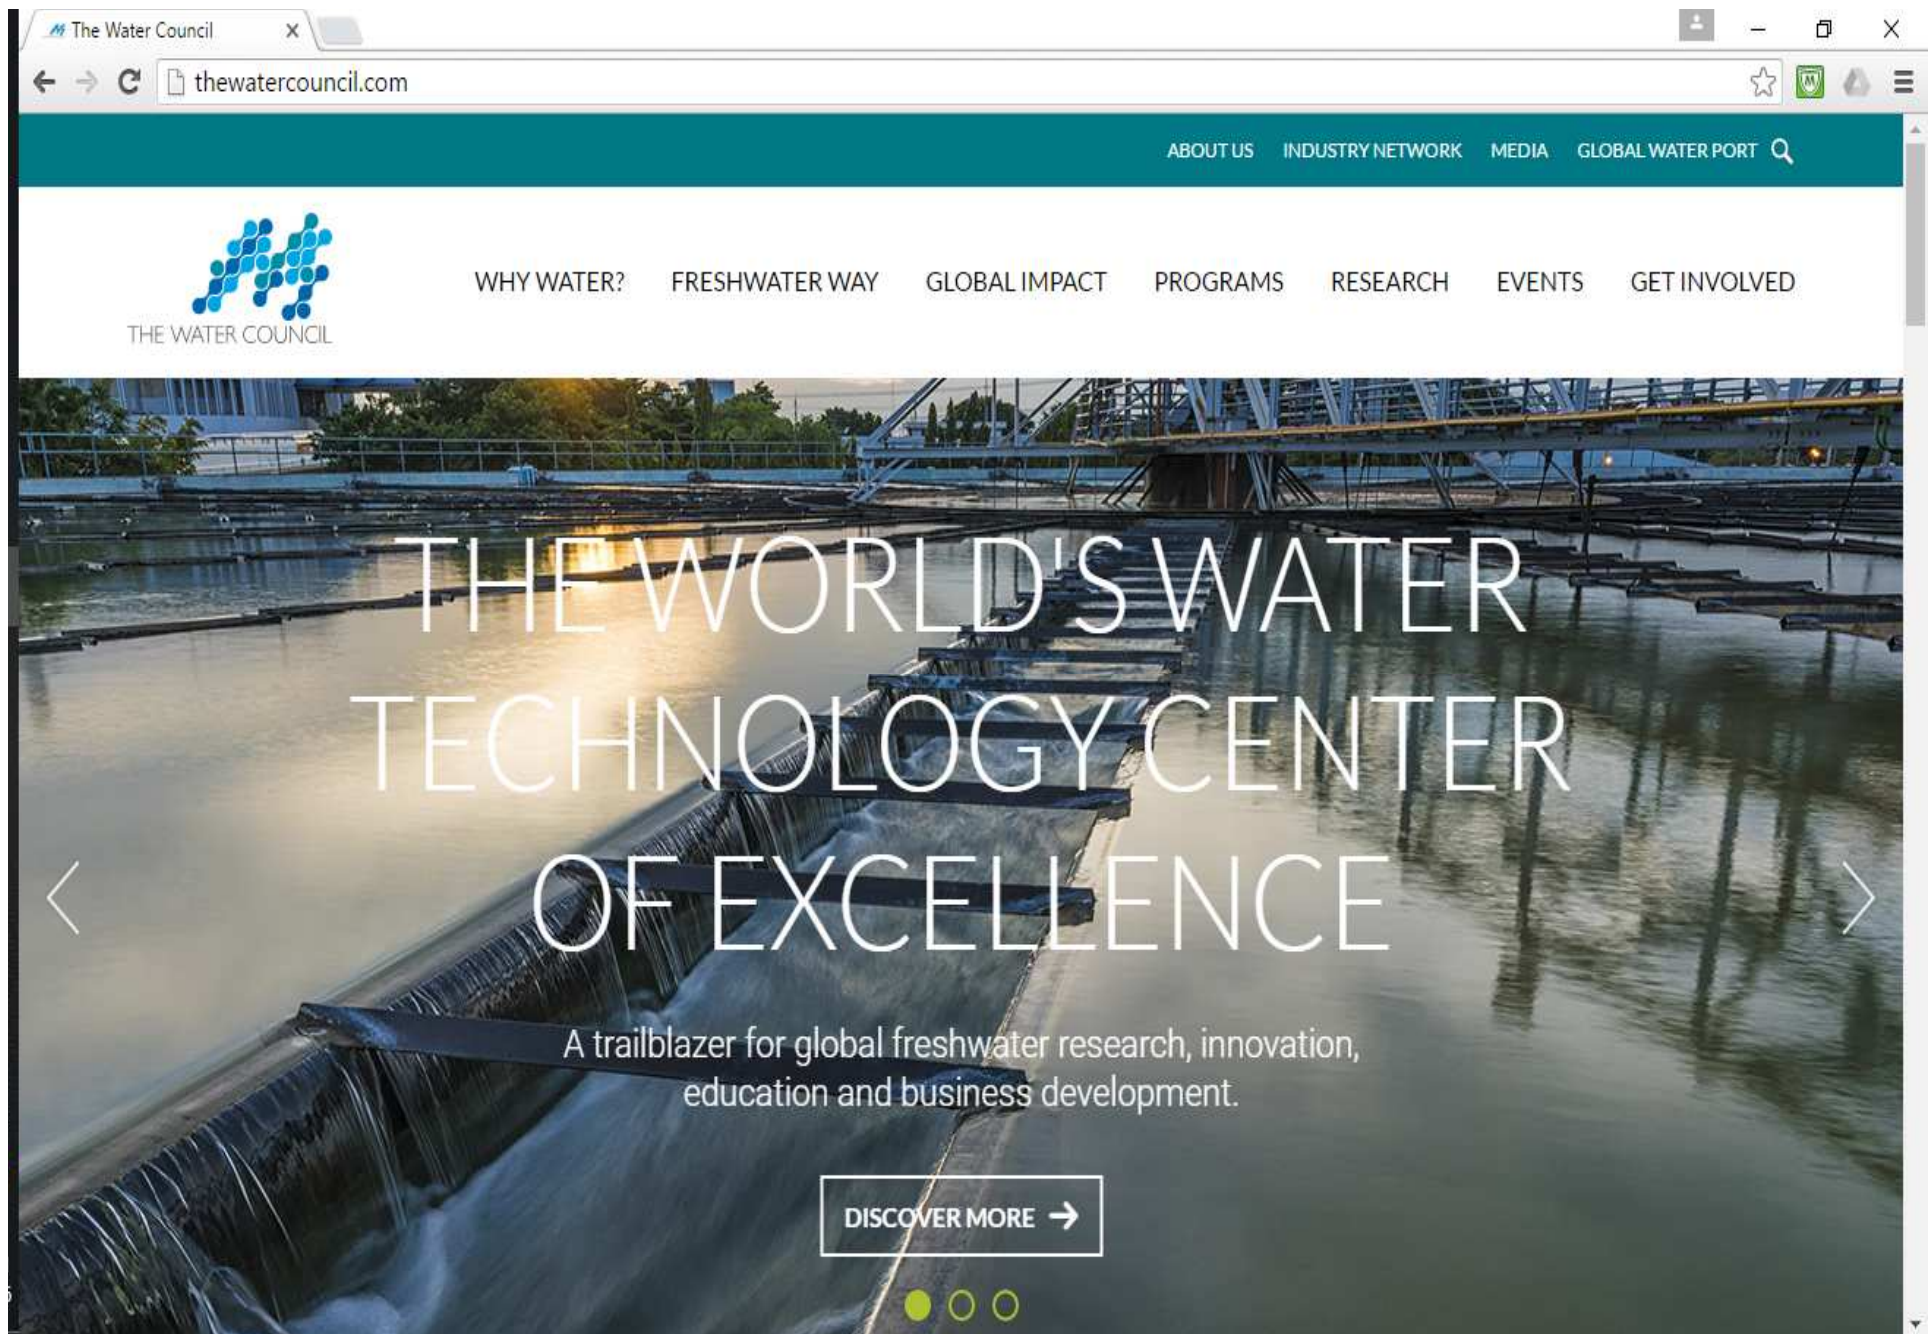 The Water Council
thewatercouncil.com
ABOUT US INDUSTRY NETWORK MEDIA GLOBAL WATER PORT
THE WATER COUNCIL
WHY WATER? FRESHWATER WAY GLOBAL IMPACT PROGRAMS RESEARCH EVENTS GET INVOLVED
THE WORLD'S WATER
TECHNOLOGY CENTER
OF EXCELLENCE
A trailblazer for global freshwater research, innovation,
education and business development.
DISCOVER MORE